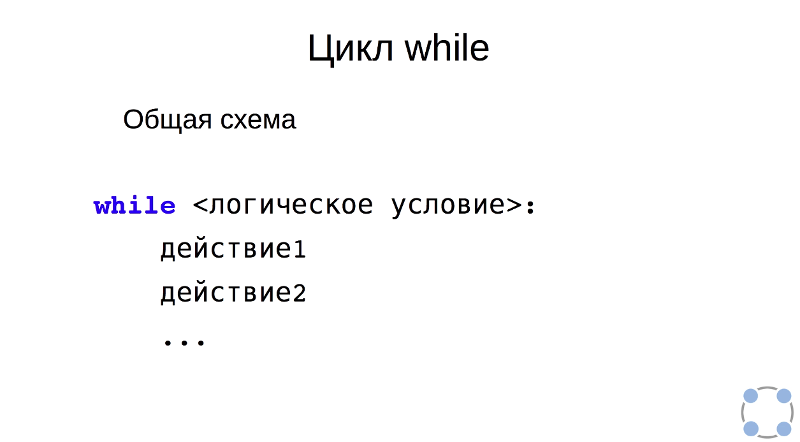 Цикл while
Общая схема
while <логическое условие>:
действие1
действие2
...